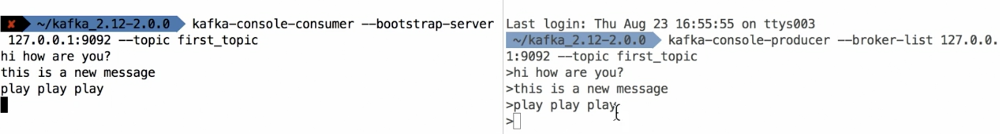 ✘ ~/kafka_2.12-2.0.0 kafka-console-consumer --bootstrap-server
127.0.0.1:9092 --topic first_topic
hi how are you?
this is a new message
play play play
Last login: Thu Aug 23 16:55:55 on ttys003
~/kafka_2.12-2.0.0 kafka-console-producer --broker-list 127.0.0.
1:9092 --topic first_topic
>hi how are you?
>this is a new message
>play play play
>